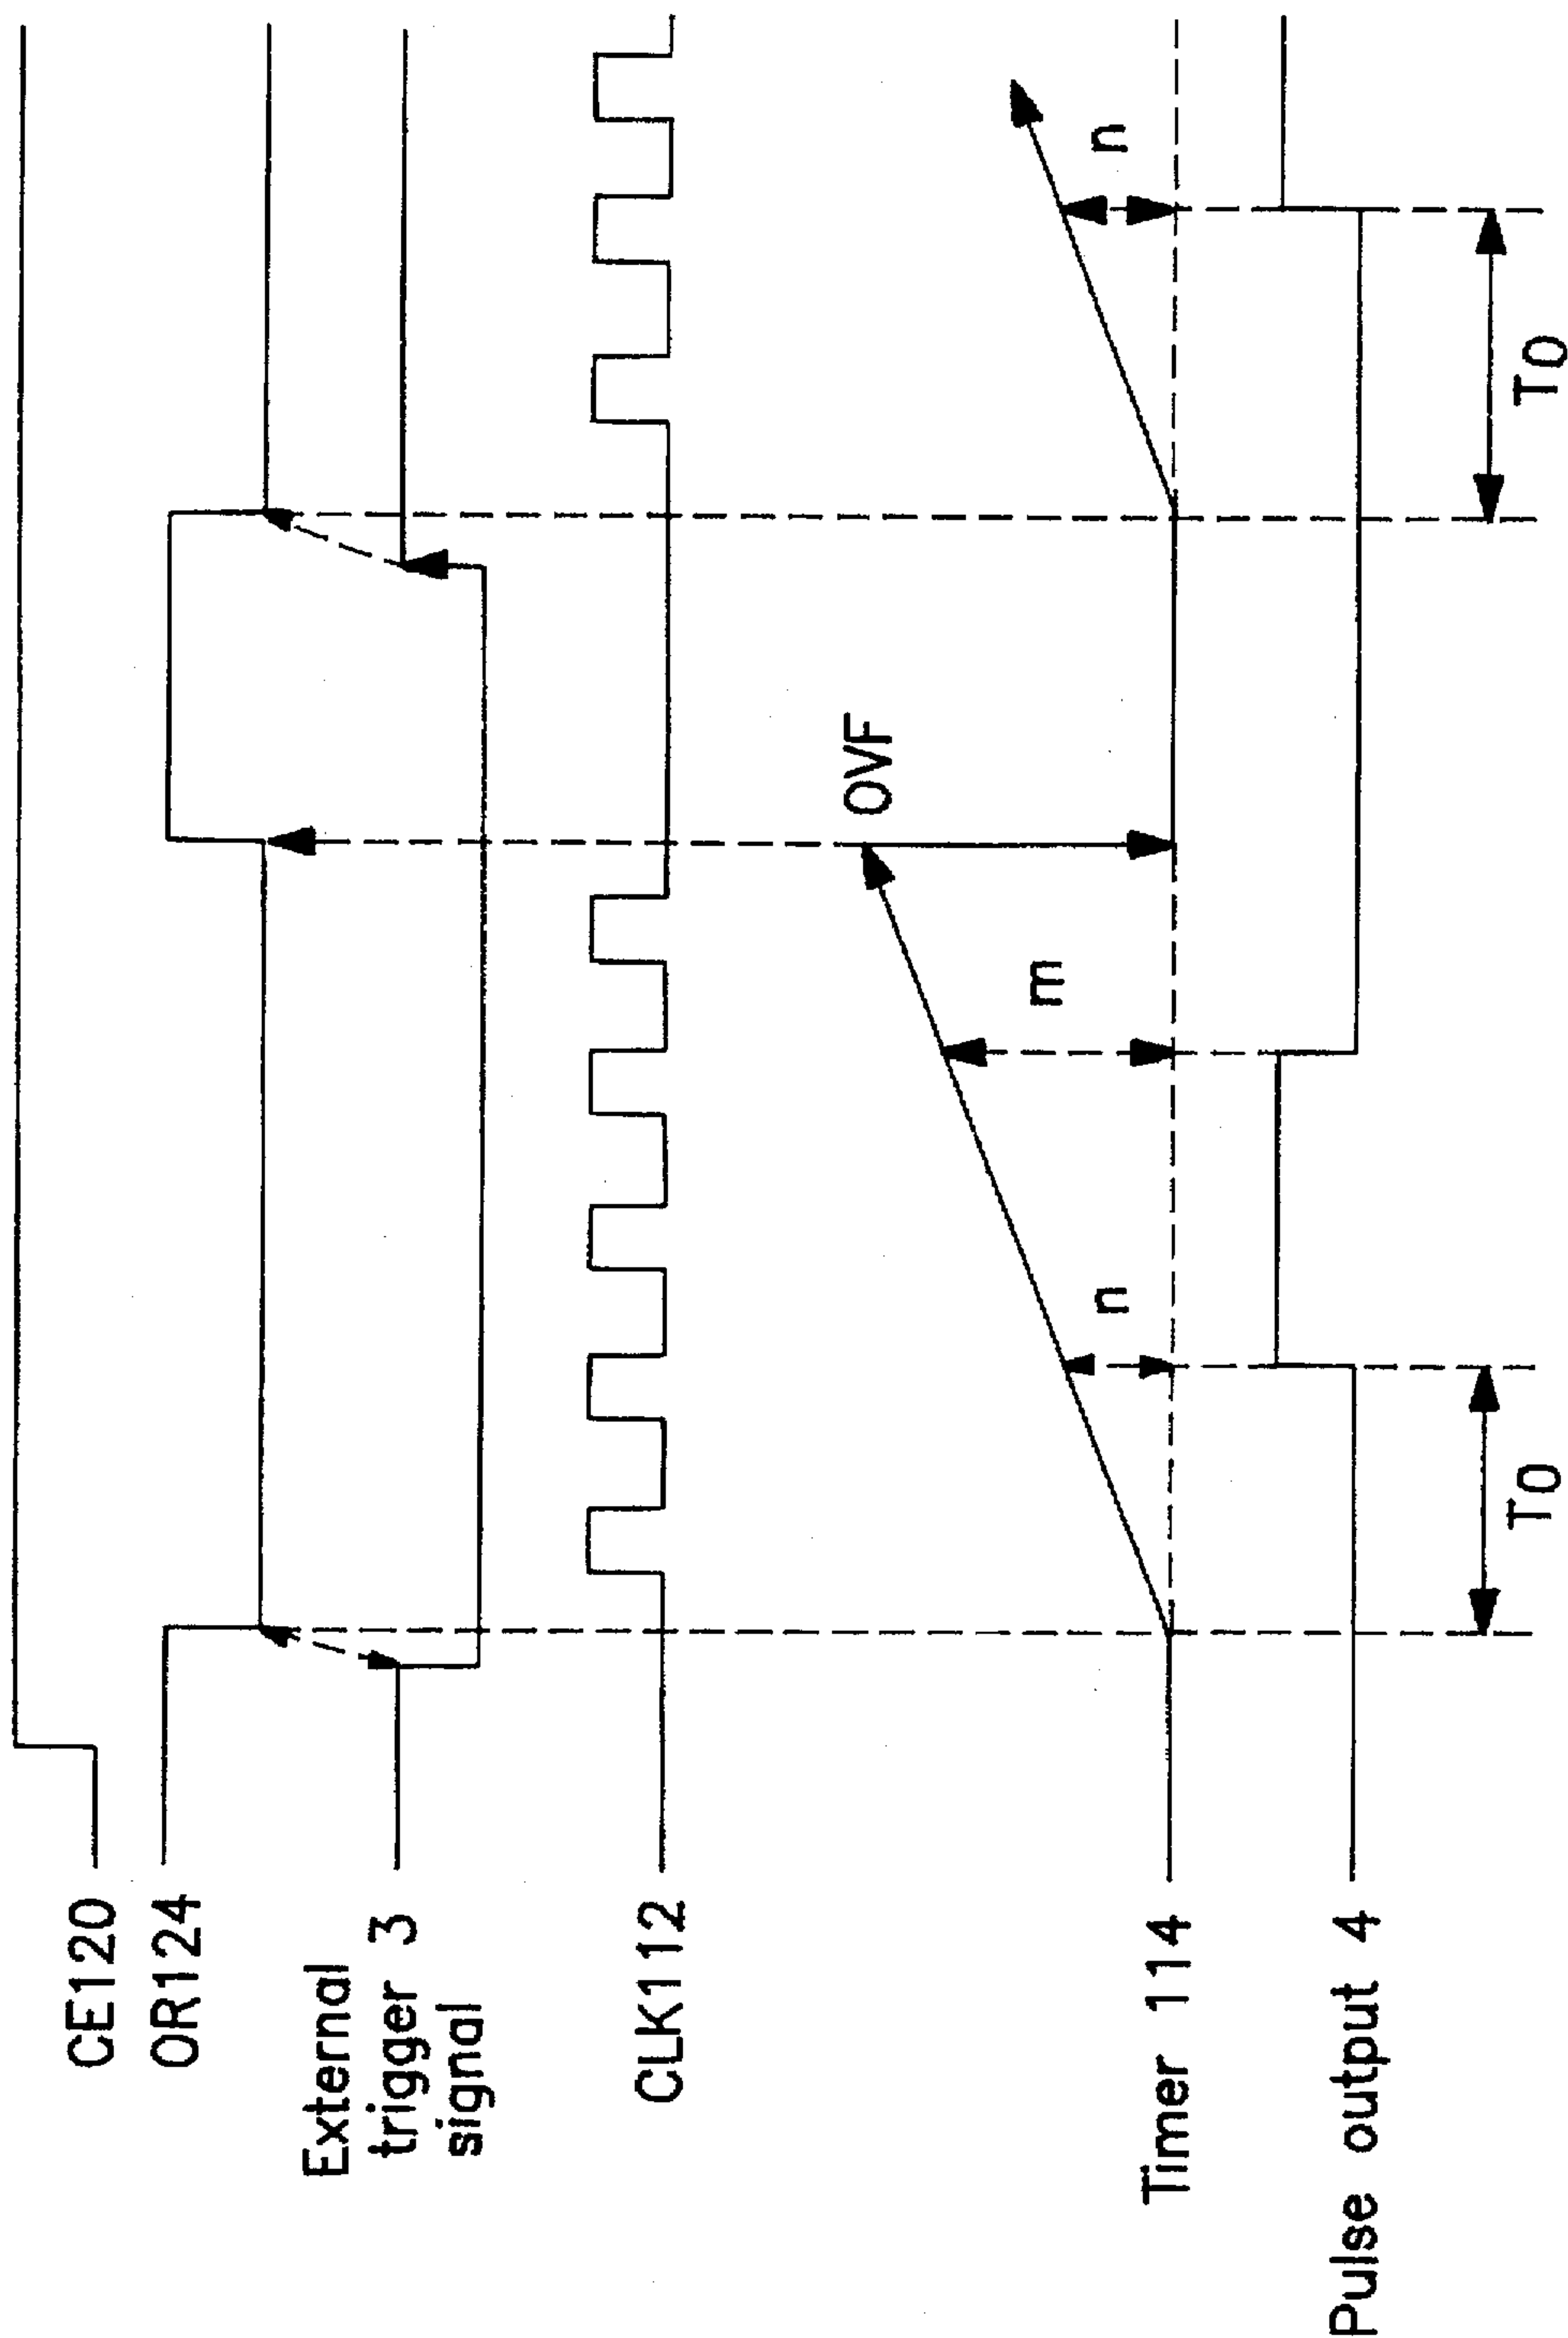 CE120
OR124
External
trigger 3
signal
CLK112
OVF
n
m
n
Timer 114
Pulse output 4
T0
T0